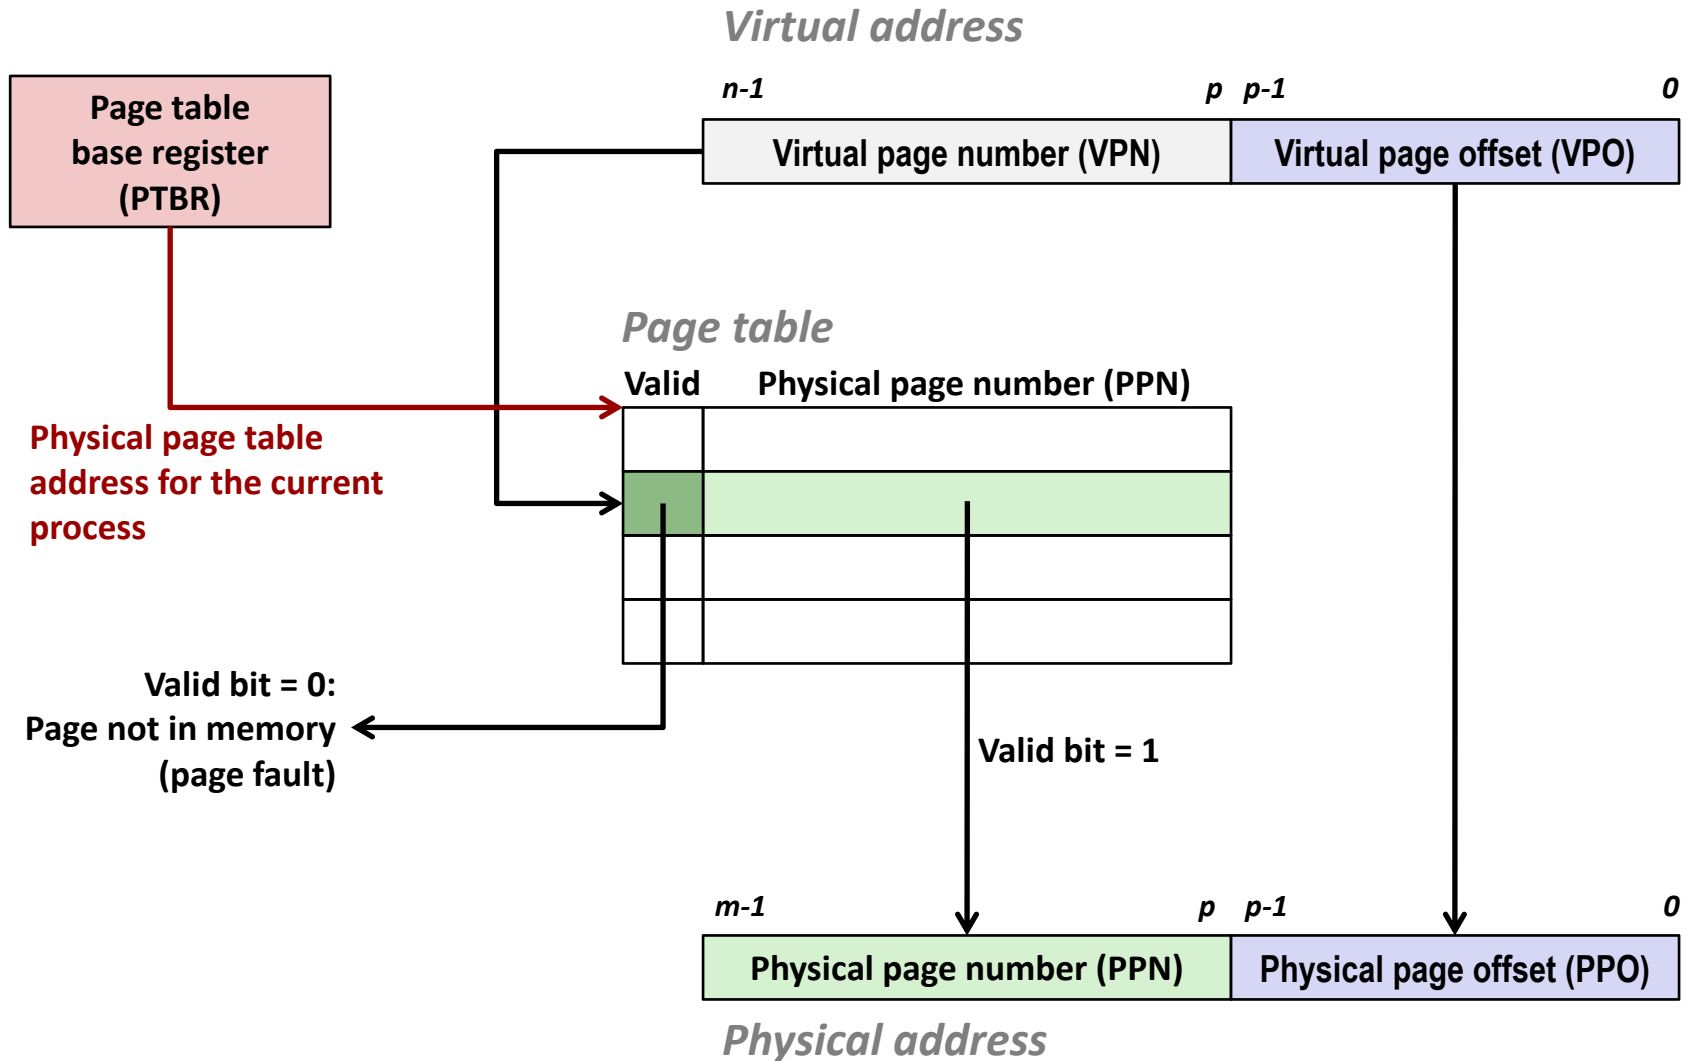 Virtual address
Page table
base register
(PTBR)
n-1
p
p-1
0
Virtual page number (VPN)
Virtual page offset (VPO)
Page table
Valid
Physical page number (PPN)
Physical page table
address for the current
process
Valid bit = 0:
Page not in memory
(page fault)
Valid bit = 1
m-1
p
p-1
0
Physical page number (PPN)
Physical page offset (PPO)
Physical address